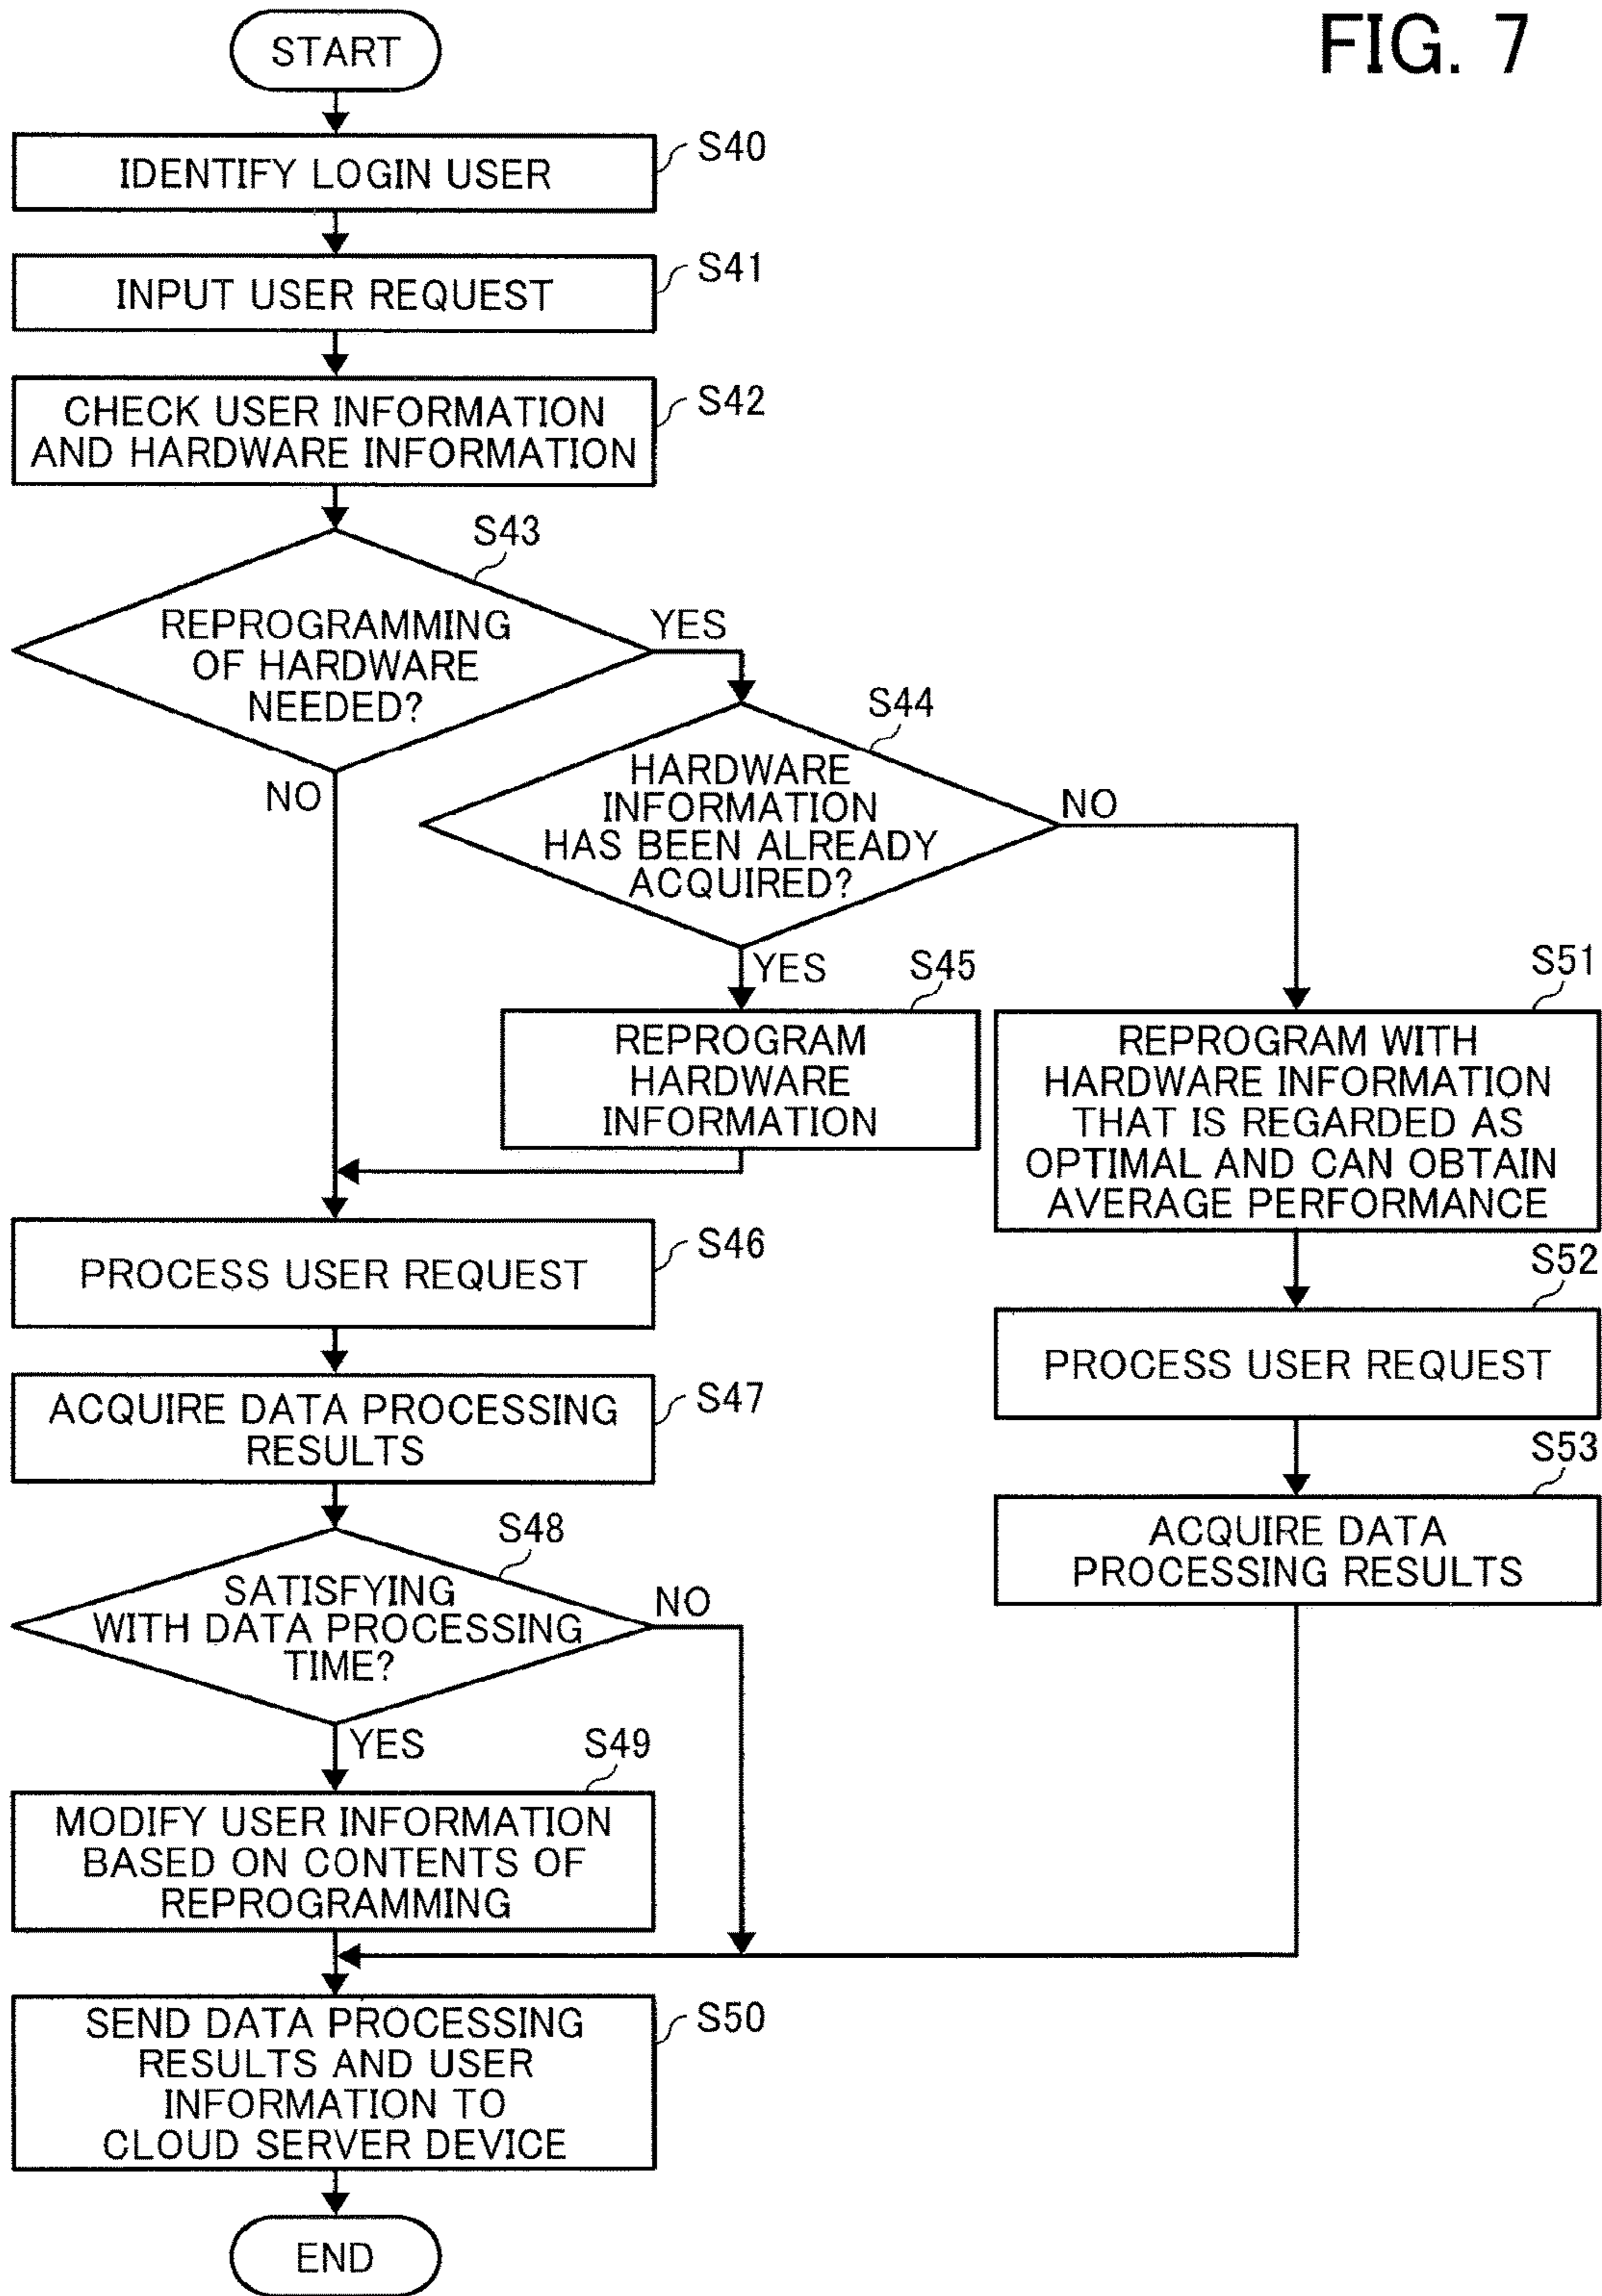 FIG. 7
START
IDENTIFY LOGIN USER
S40
INPUT USER REQUEST
S41
CHECK USER INFORMATION
AND HARDWARE INFORMATION
S42
S43
REPROGRAMMING
OF HARDWARE
NEEDED?
YES
NO
S44
HARDWARE
INFORMATION
HAS BEEN ALREADY
ACQUIRED?
NO
YES
S45
REPROGRAM
HARDWARE
INFORMATION
S51
REPROGRAM WITH
HARDWARE INFORMATION
THAT IS REGARDED AS
OPTIMAL AND CAN OBTAIN
AVERAGE PERFORMANCE
PROCESS USER REQUEST
S46
S52
PROCESS USER REQUEST
ACQUIRE DATA PROCESSING
RESULTS
S47
S53
ACQUIRE DATA
PROCESSING RESULTS
S48
SATISFYING
WITH DATA PROCESSING
TIME?
NO
YES
S49
MODIFY USER INFORMATION
BASED ON CONTENTS OF
REPROGRAMMING
SEND DATA PROCESSING
RESULTS AND USER
INFORMATION TO
CLOUD SERVER DEVICE
S50
END